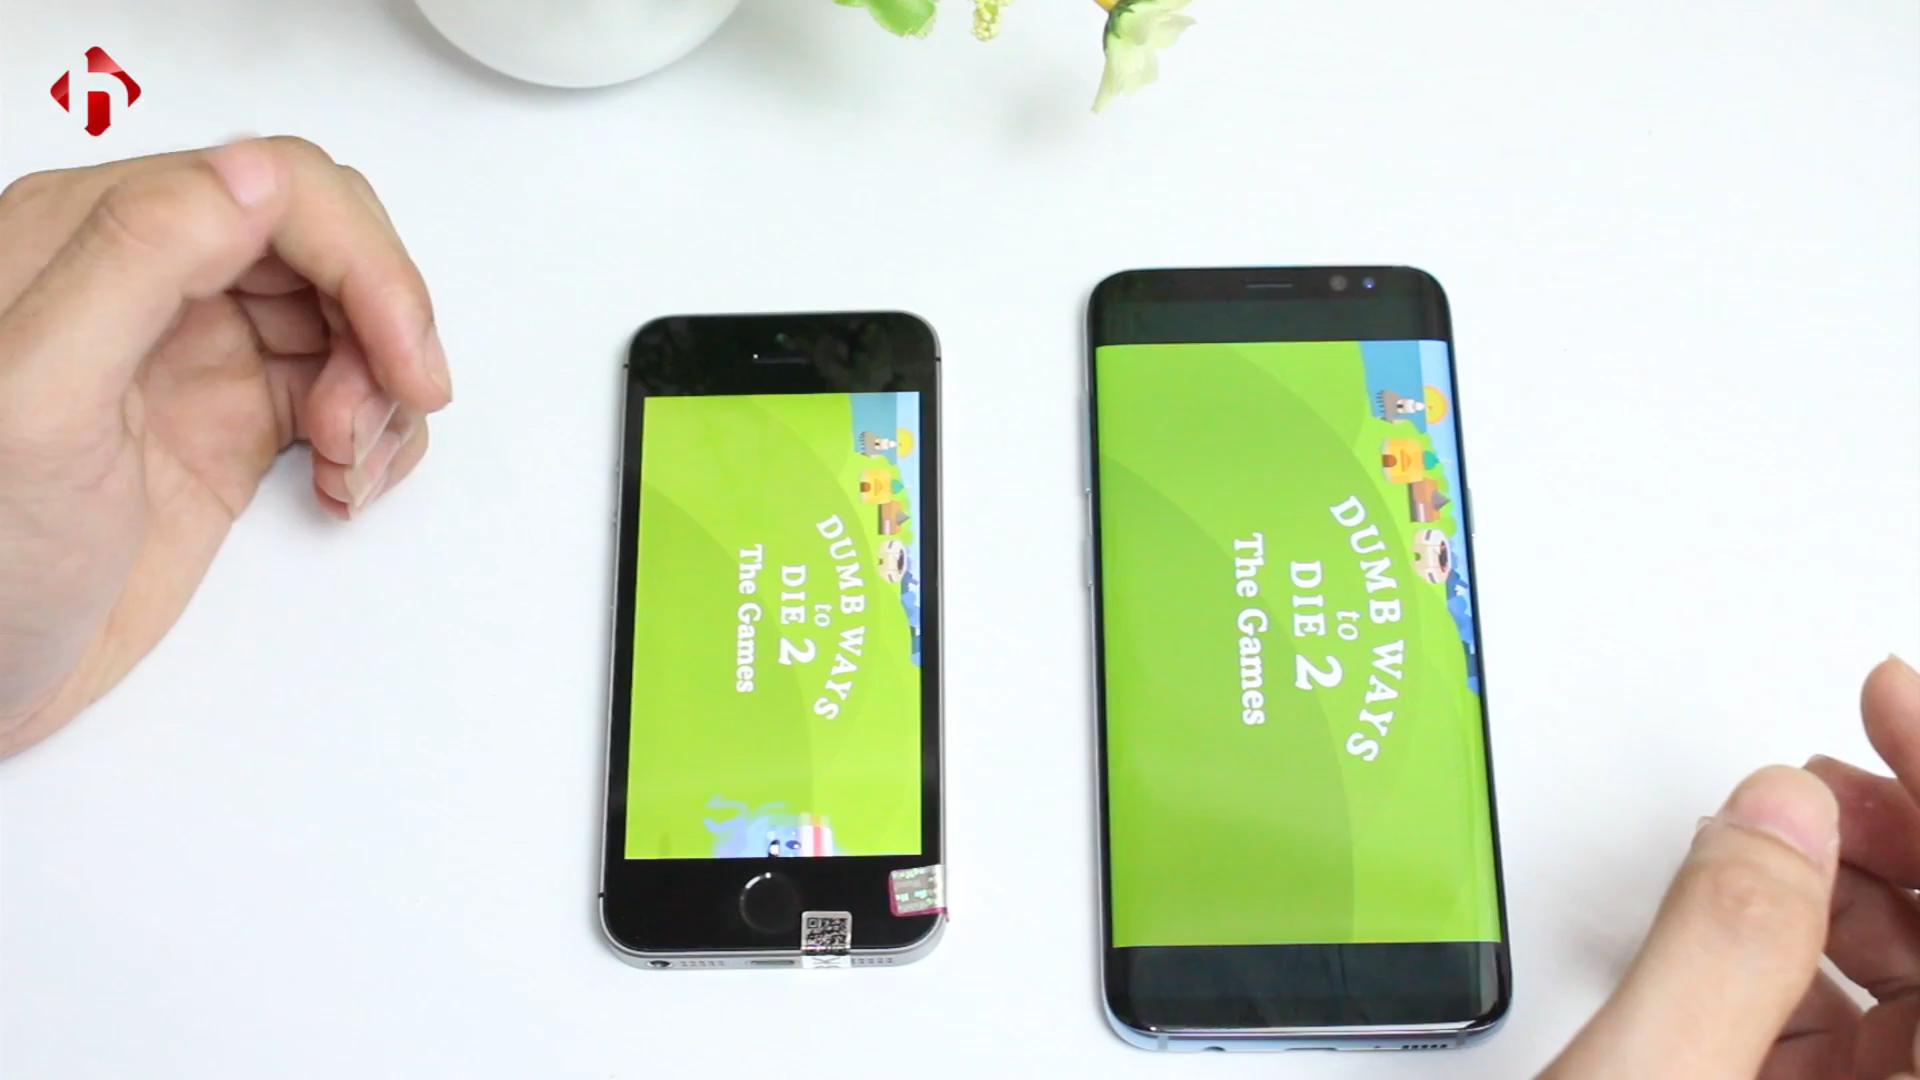 DUMB WAYS
to
DIE 2
The Games
DUMB WAYS
to
DIE 2
The Games